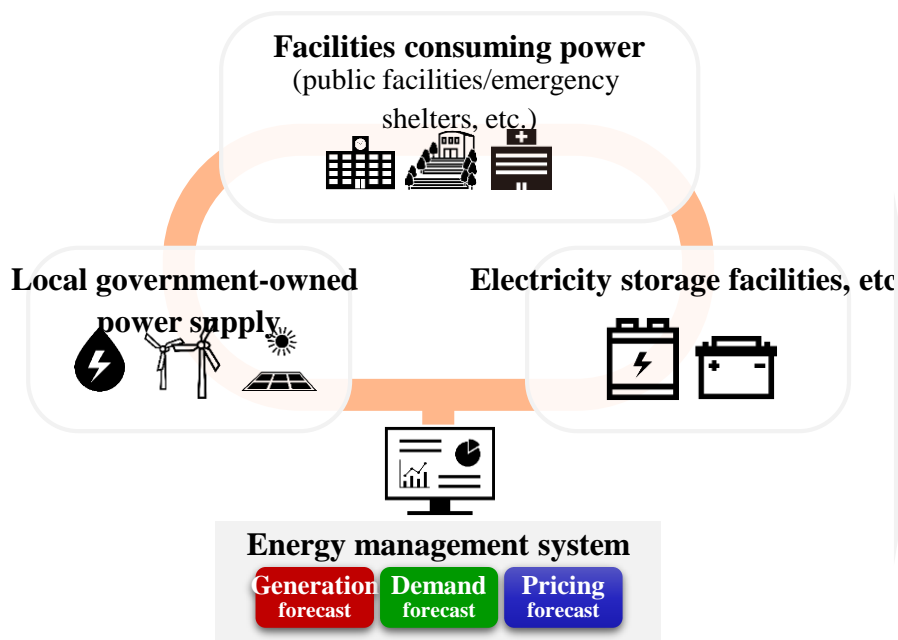 Facilities consuming power
(public facilities/emergency
shelters, etc.)
Local government-owned
power supply
Electricity storage facilities, etc
Energy management system
Generation
forecast
Demand
forecast
Pricing
forecast